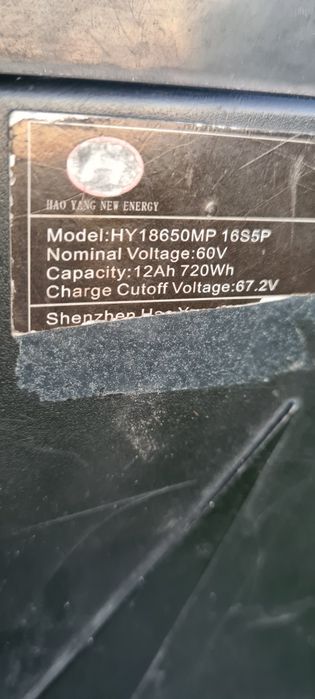 HAO YANG NEW ENERGY
Model:HY18650MP 16S5P
Nominal Voltage:60V
Capacity:12Ah 720Wh
Charge Cutoff Voltage:67.2V
Shenzhen Hao